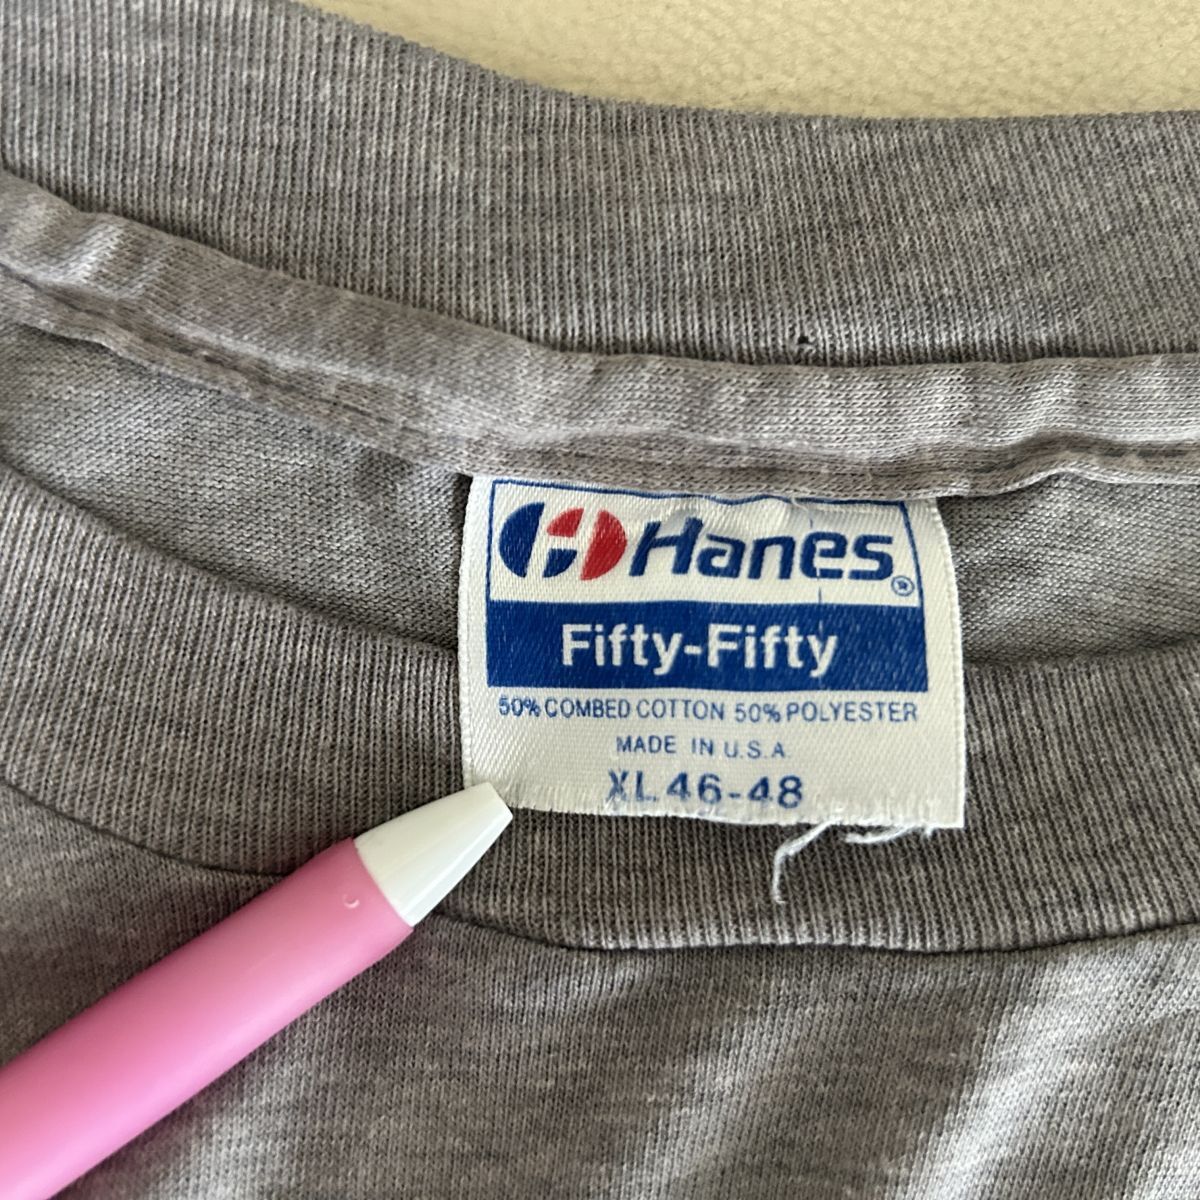 Hanes®
Fifty-Fifty
50% COMBED COTTON 50% POLYESTER
MADE IN U.S.A.
XL 46-48